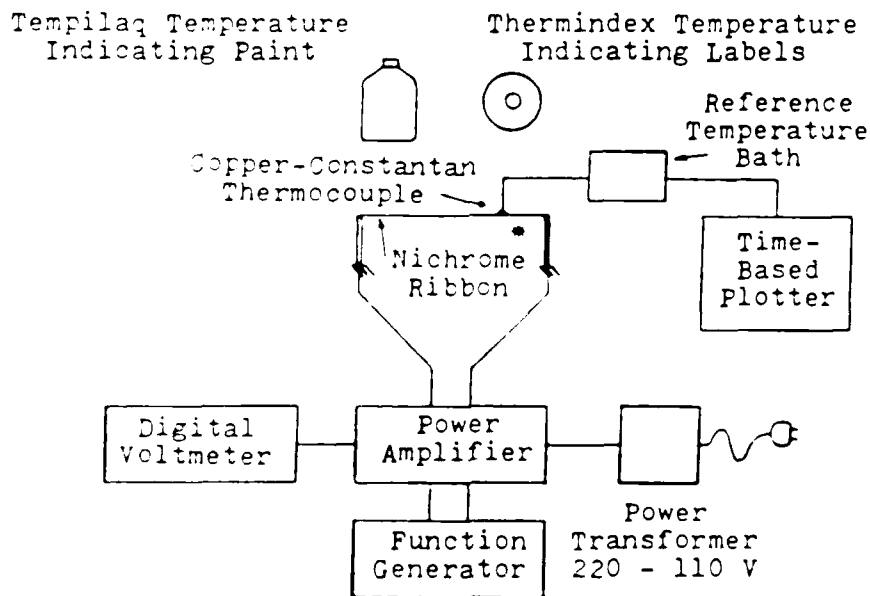 Tempilaq Temperature
Indicating Paint
Thermindex Temperature
Indicating Labels
Reference
Temperature
Bath
Copper-Constantan
Thermocouple
Nichrome
Ribbon
*
Time-
Based
Plotter
Digital
Voltmeter
Power
Amplifier
Function
Generator
Power
Transformer
220 - 110 V